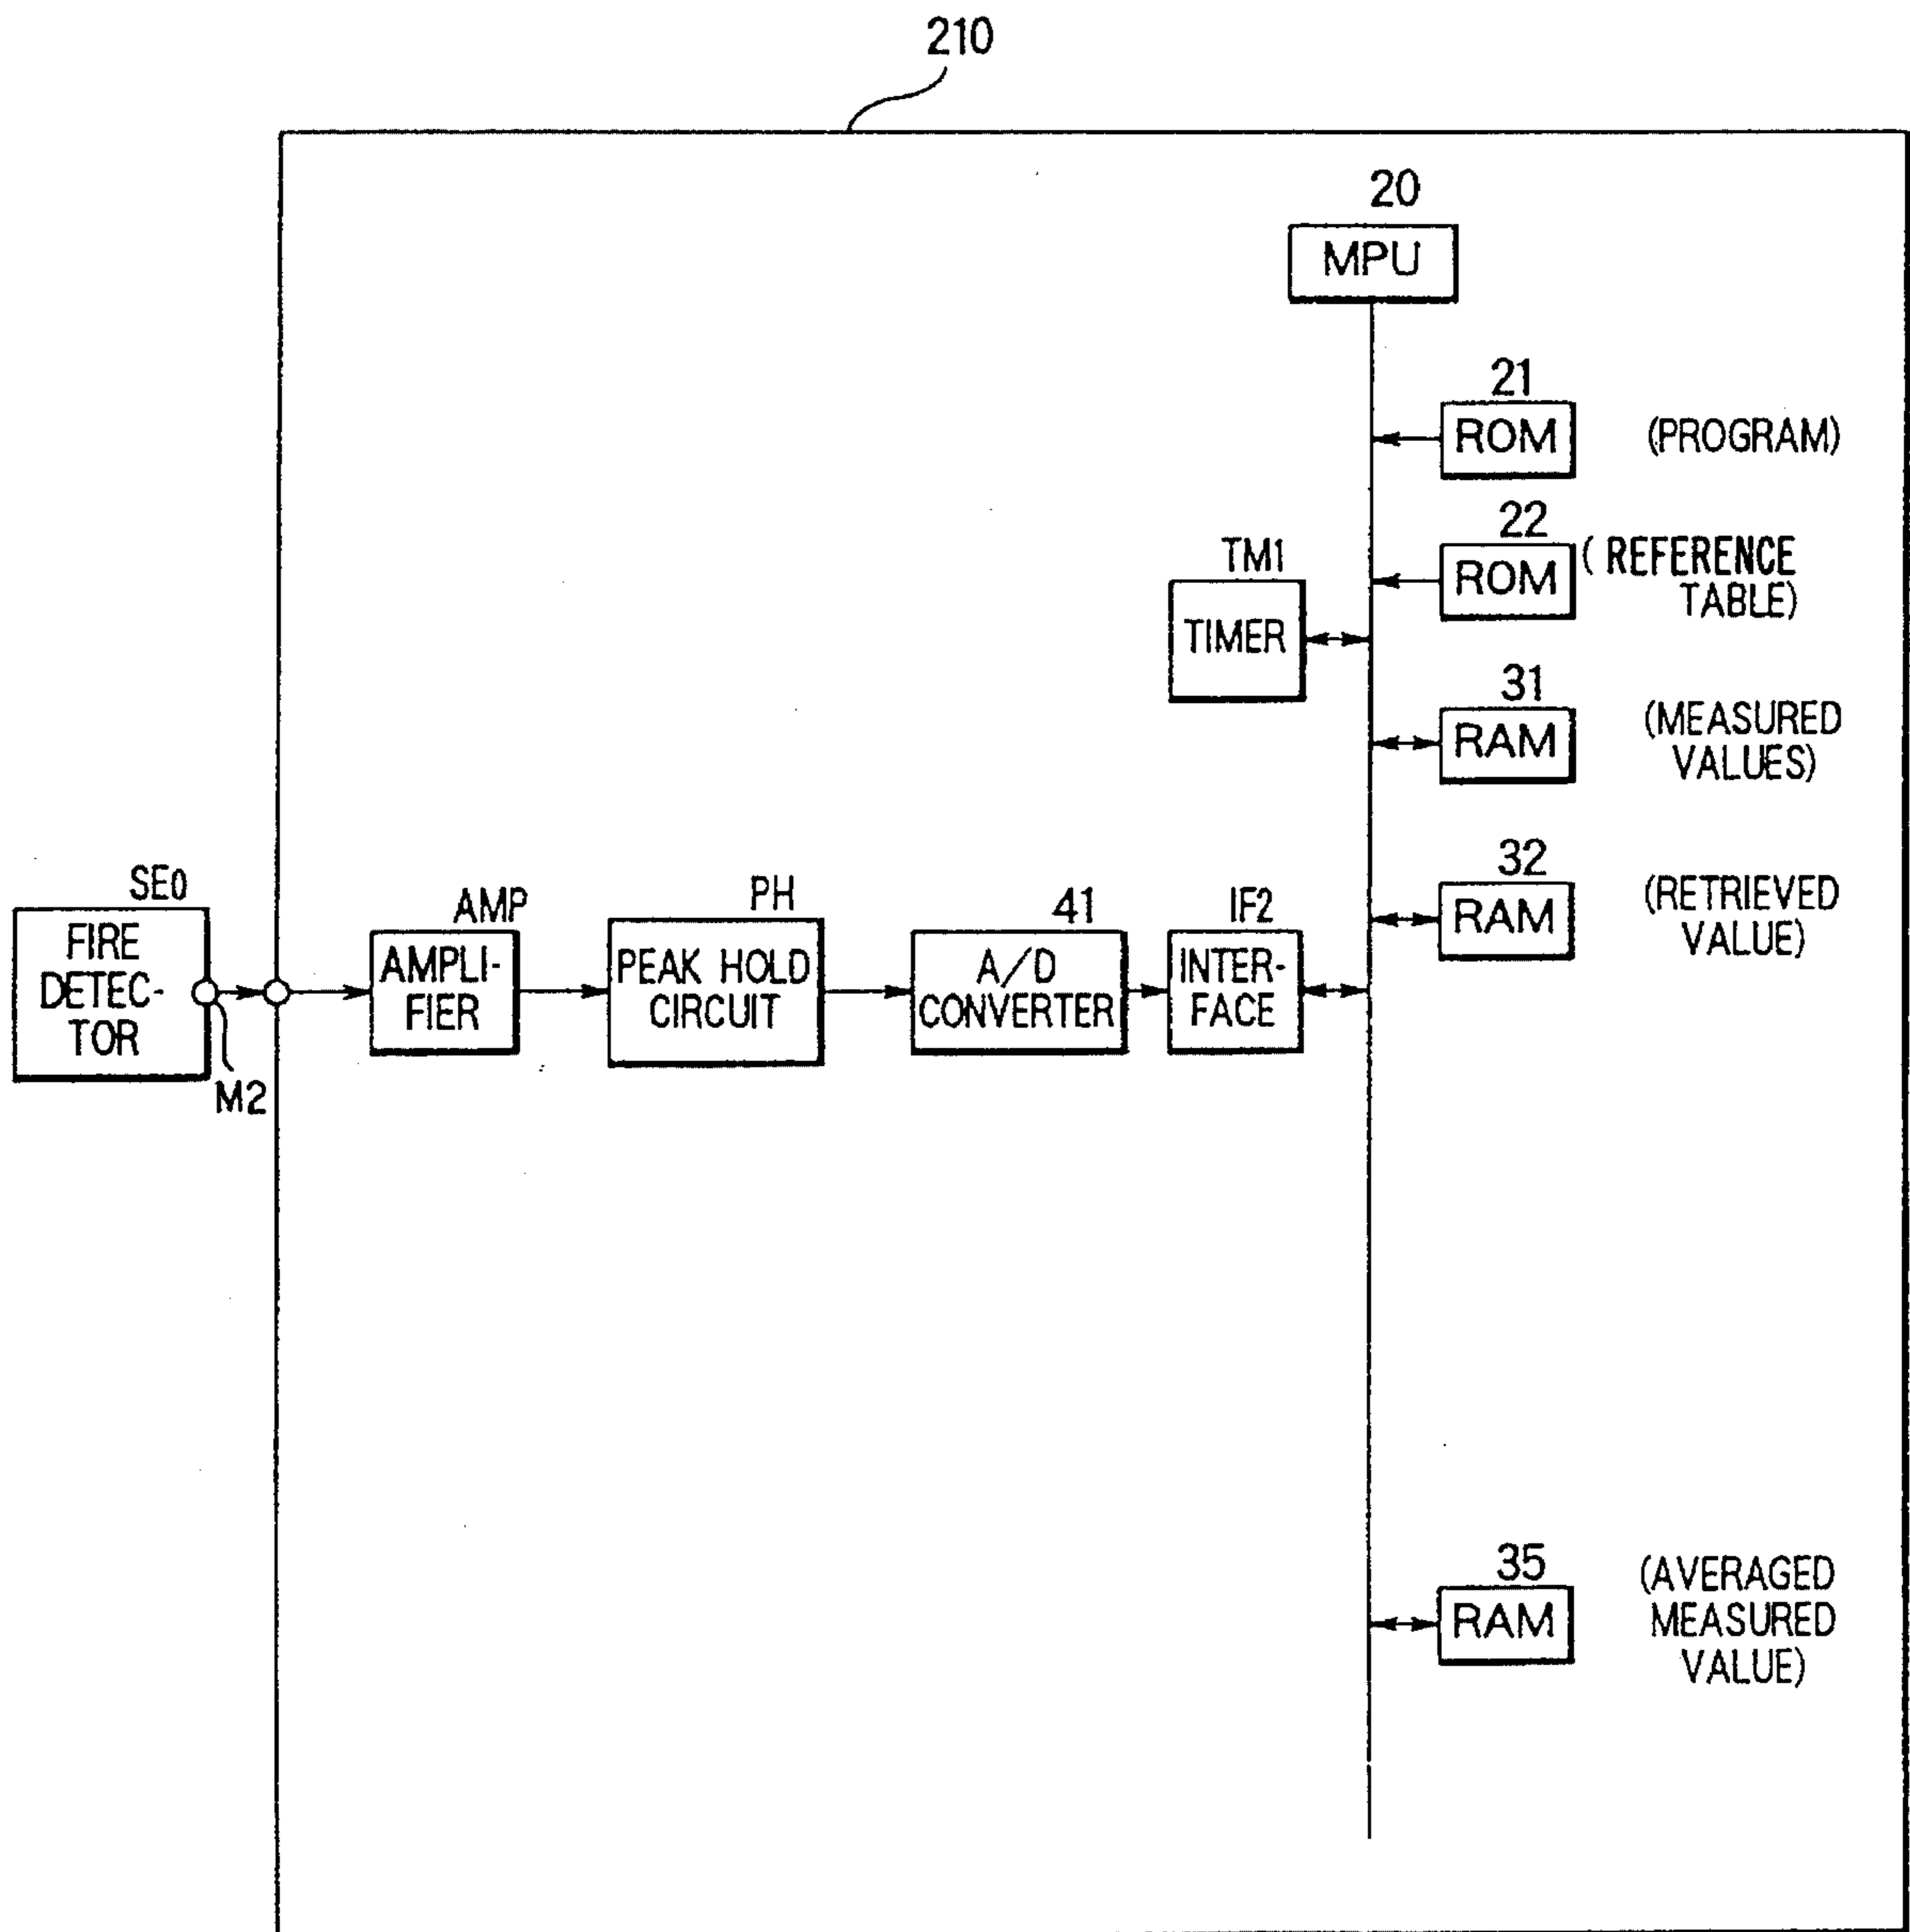 210
20
MPU
21
ROM
(PROGRAM)
22
ROM
(REFERENCE
TABLE)
TM1
TIMER
31
RAM
(MEASURED
VALUES)
32
RAM
(RETRIEVED
VALUE)
SE0
FIRE
DETEC-
TOR
M2
AMP
AMPLI-
FIER
PH
PEAK HOLD
CIRCUIT
41
A/D
CONVERTER
IF2
INTER-
FACE
35
RAM
(AVERAGED
MEASURED
VALUE)